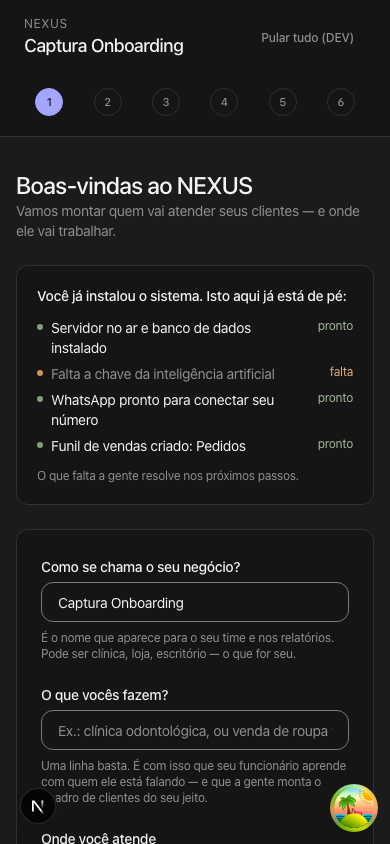 NEXUS
Captura Onboarding
Pular tudo (DEV)
1 2 3 4 5 6
Boas-vindas ao NEXUS
Vamos montar quem vai atender seus clientes — e onde
ele vai trabalhar.
Você já instalou o sistema. Isto aqui já está de pé:
Servidor no ar e banco de dados pronto
instalado
Falta a chave da inteligência artificial falta
WhatsApp pronto para conectar seu pronto
número
Funil de vendas criado: Pedidos pronto
O que falta a gente resolve nos próximos passos.
Como se chama o seu negócio?
Captura Onboarding
É o nome que aparece para o seu time e nos relatórios.
Pode ser clínica, loja, escritório — o que for seu.
O que vocês fazem?
Ex.: clínica odontológica, ou venda de roupa
Uma linha basta. É com isso que seu funcionário aprende
com quem ele está falando — e que a gente monta o
de clientes do seu jeito.
N
Onde você atende